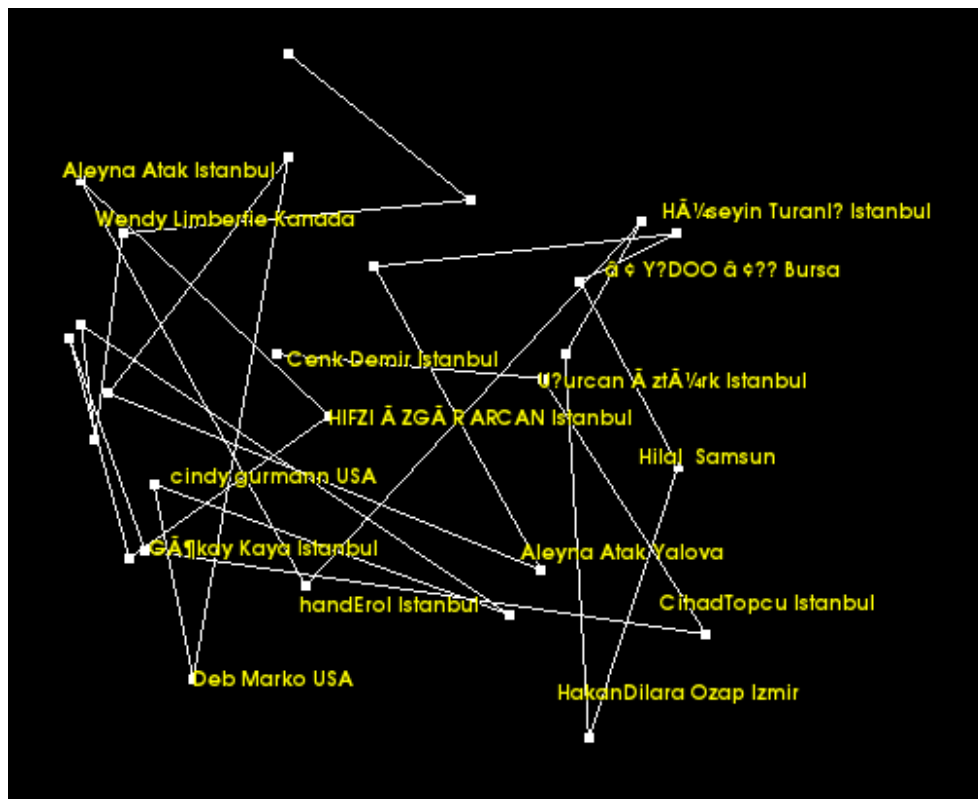 Aleyna Atak Istanbul
Wendy Limberfie Kanada
HÃ¼seyin Turanl? Istanbul
â ¢ Y?DOO â ¢?? Bursa
Cenk Demir Istanbul
U?urcan Ã ztÃ¼rk Istanbul
HIFZI Ã ZGÃ R ARCAN Istanbul
Hilal Samsun
cindy gurmann USA
GÃ¶kay Kaya Istanbul
Aleyna Atak Yalova
handErol Istanbul
CihadTopcu Istanbul
Deb Marko USA
HakanDilara Ozap Izmir